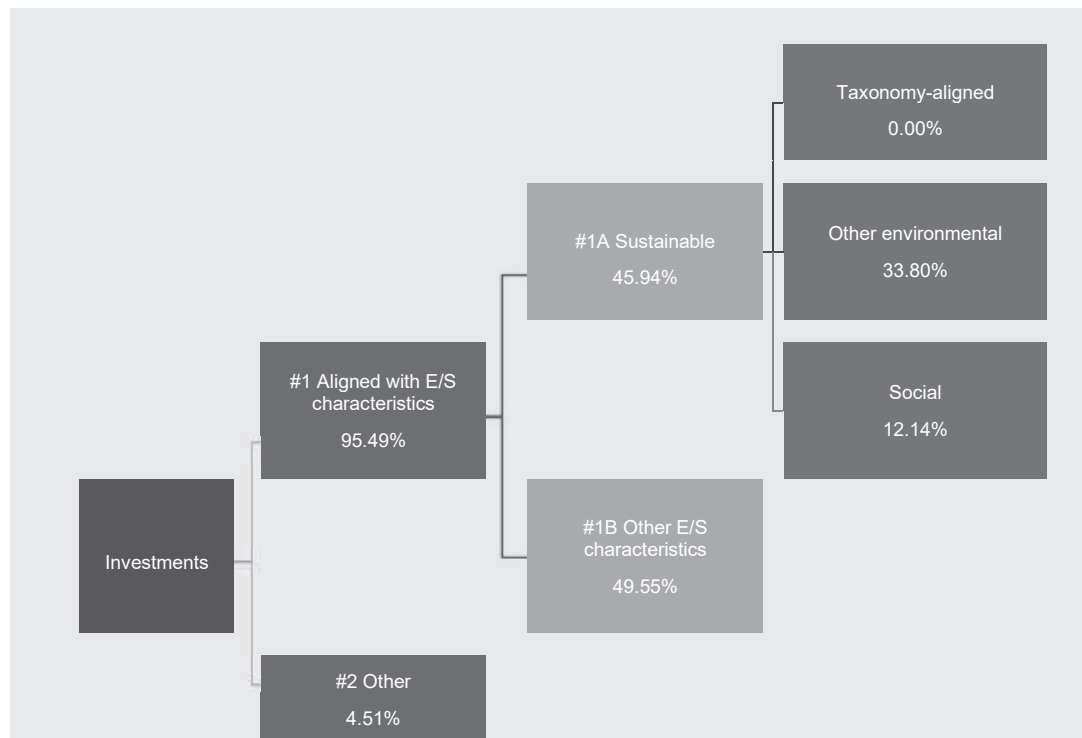 Taxonomy-aligned
0.00%
#1A Sustainable
45.94%
Other environmental
33.80%
#1 Aligned with E/S
characteristics
95.49%
Social
12.14%
Investments
#1B Other E/S
characteristics
49.55%
#2 Other
4.51%